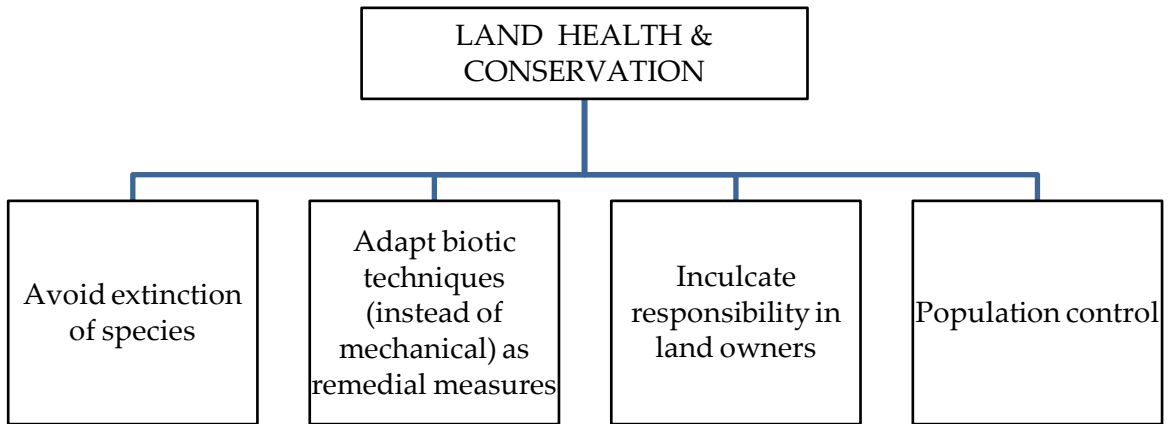 LAND HEALTH &
CONSERVATION
Avoid extinction
of species
Adapt biotic
techniques
(instead of
mechanical) as
remedial measures
Inculcate
responsibility in
land owners
Population control